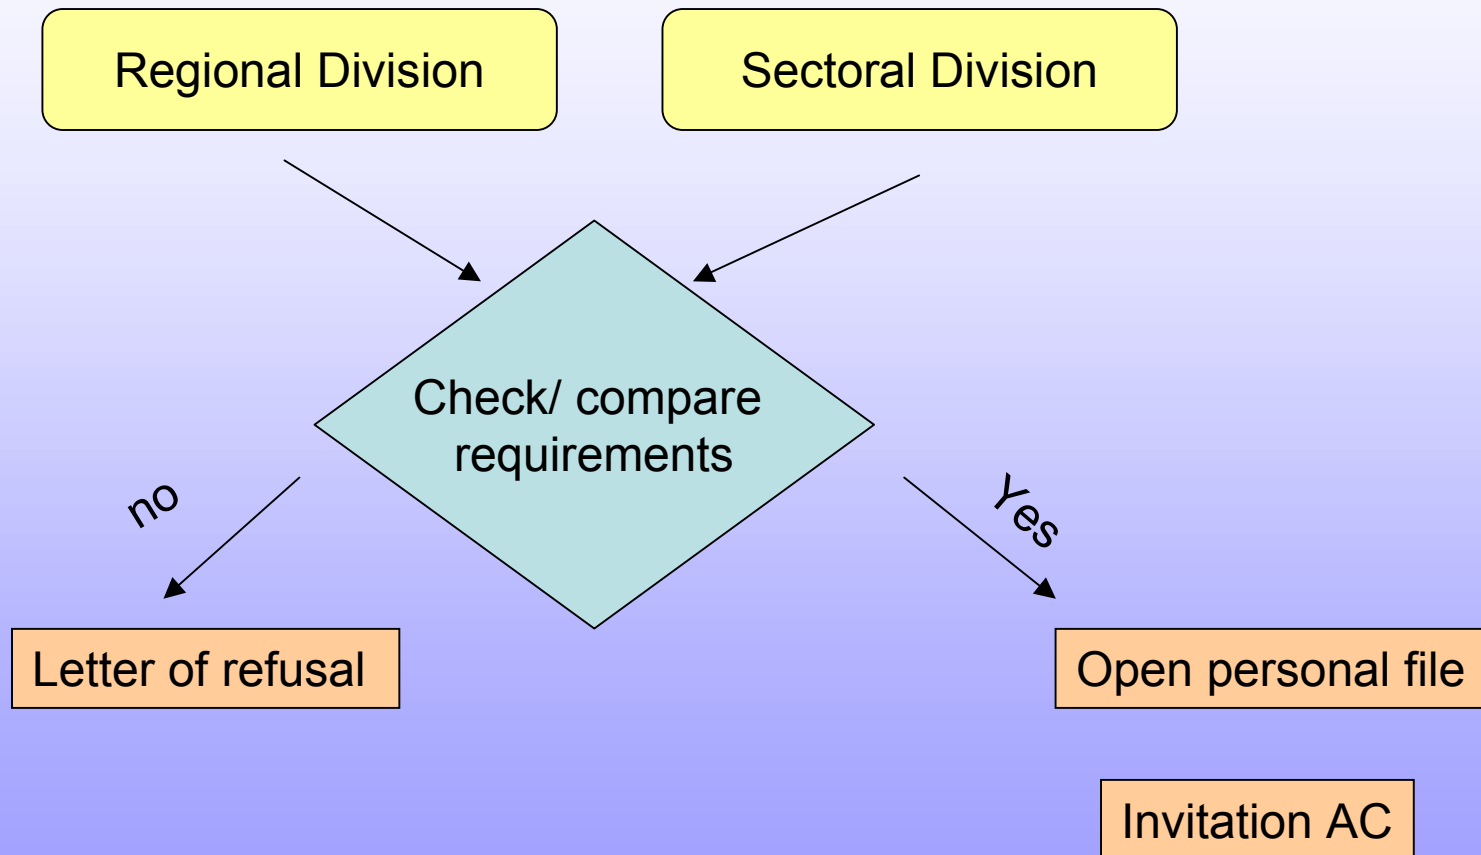 Regional Division
Sectoral Division
Check/ compare
requirements
no
Yes
Letter of refusal
Open personal file
Invitation AC